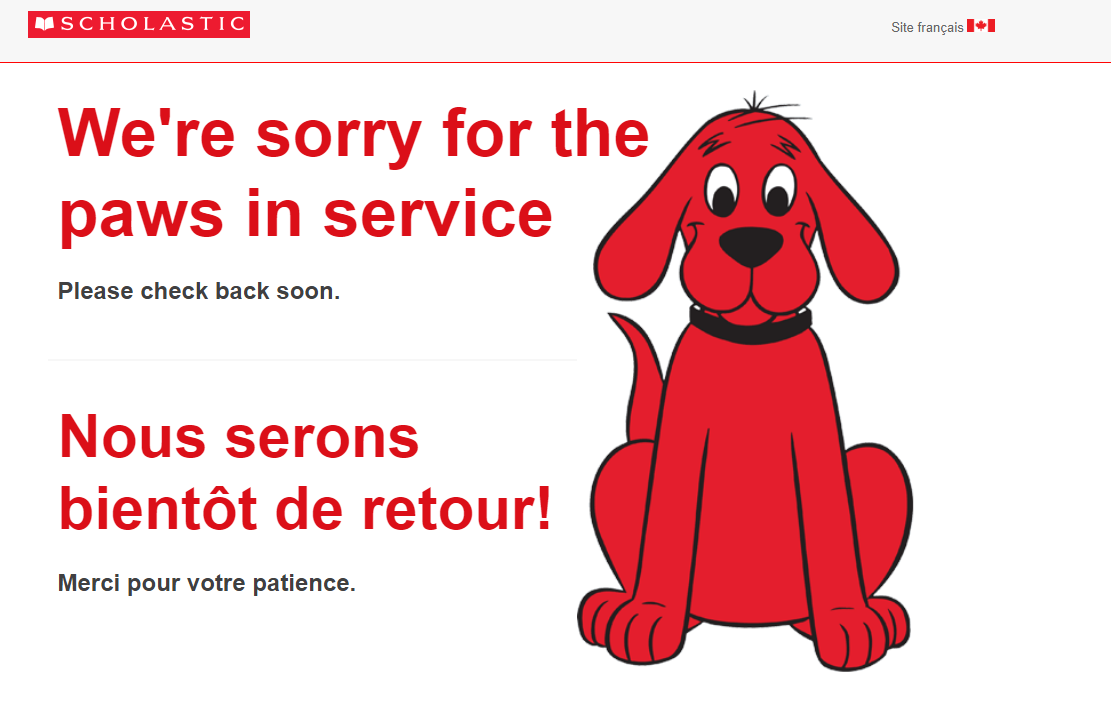 SCHOLASTIC
Site français
We're sorry for the
paws in service
Please check back soon.
Nous serons
bientôt de retour!
Merci pour votre patience.